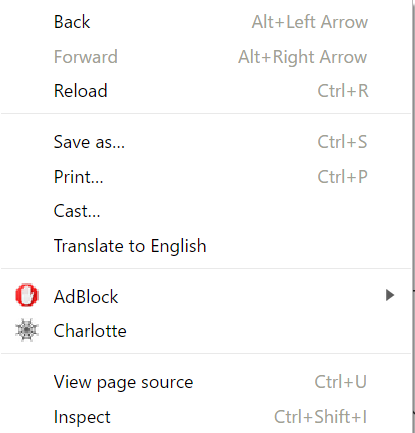 Back Alt+Left Arrow
Forward Alt+Right Arrow
Reload Ctrl+R
Save as... Ctrl+S
Print... Ctrl+P
Cast...
Translate to English
AdBlock
Charlotte
View page source Ctrl+U
Inspect Ctrl+Shift+I